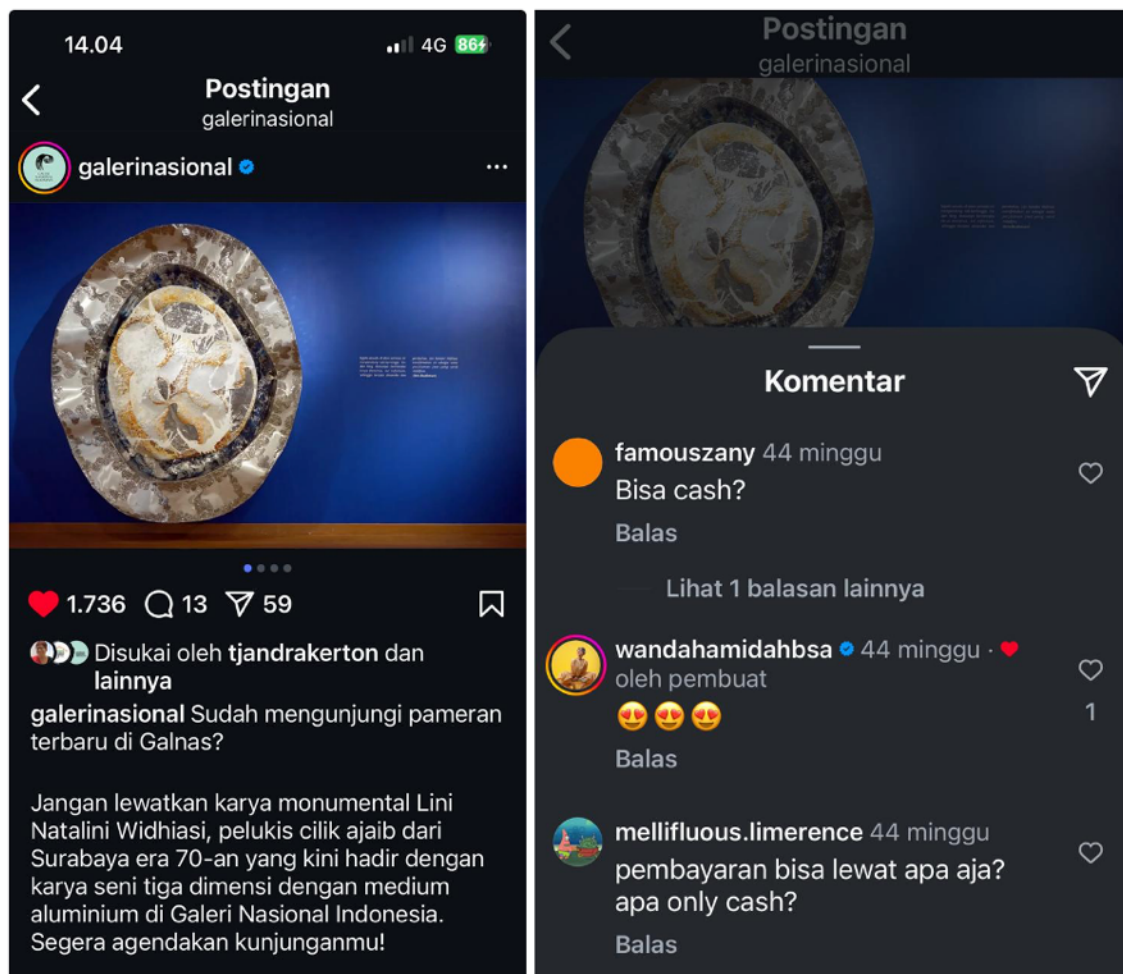 14.04
4G 86
Postingan
galerinasional
galerinasional
1.736 13 59
Disukai oleh tjandrakerton dan
lainnya
galerinasional Sudah mengunjungi pameran
terbaru di Galnas?
Jangan lewatkan karya monumental Lini
Natalini Widhiasi, pelukis cilik ajaib dari
Surabaya era 70-an yang kini hadir dengan
karya seni tiga dimensi dengan medium
aluminium di Galeri Nasional Indonesia.
Segera agendakan kunjunganmu!
Postingan
galerinasional
Komentar
famouszany 44 minggu
Bisa cash?
Balas
Lihat 1 balasan lainnya
wandahamidahbsa 44 minggu ·
oleh pembuat
1
😍😍😍
Balas
mellifluous.limerence 44 minggu
pembayaran bisa lewat apa aja?
apa only cash?
Balas